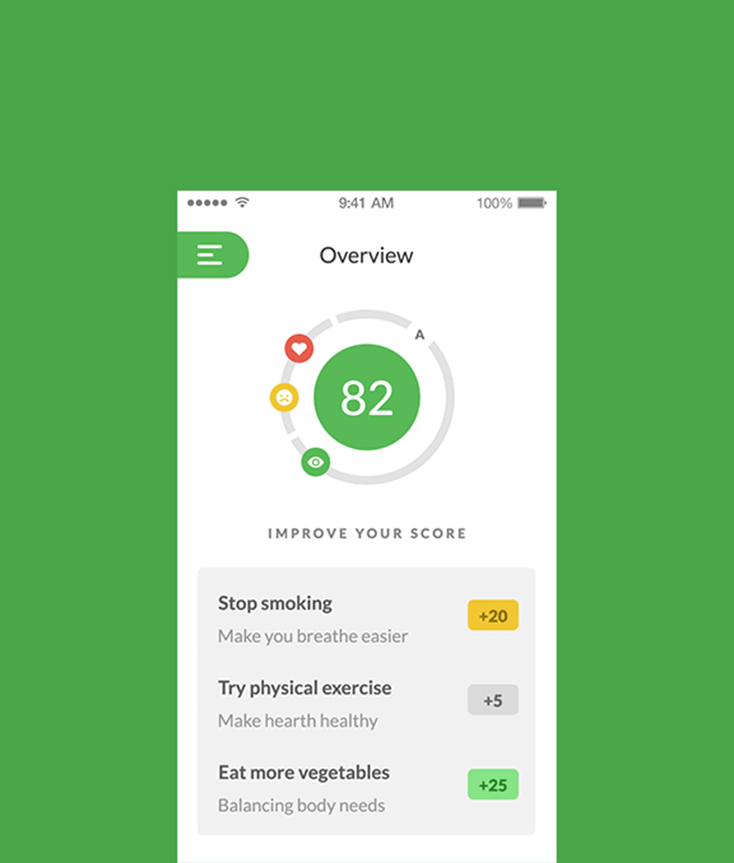 9:41 AM 100%
Overview
A
82
IMPROVE YOUR SCORE
Stop smoking
+20
Make you breathe easier
Try physical exercise
+5
Make hearth healthy
Eat more vegetables
+25
Balancing body needs